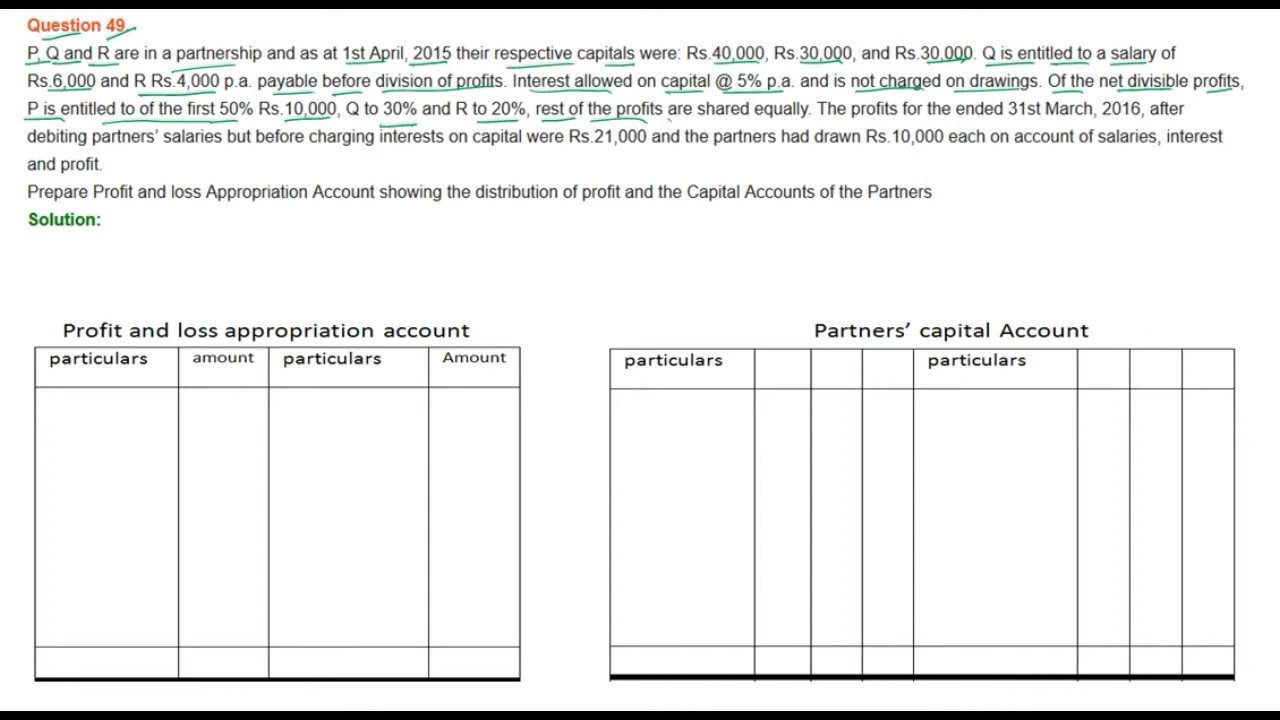 Question 49
P, Q and R are in a partnership and as at 1st April, 2015 their respective capitals were: Rs.40,000, Rs.30,000, and Rs.30,000. Q is entitled to a salary of
Rs.6,000 and R Rs.4,000 p.a. payable before division of profits. Interest allowed on capital @ 5% p.a. and is not charged on drawings. Of the net divisible profits,
P is entitled to of the first 50% Rs.10,000, Q to 30% and R to 20%, rest of the profits are shared equally. The profits for the ended 31st March, 2016, after
debiting partners' salaries but before charging interests on capital were Rs.21,000 and the partners had drawn Rs.10,000 each on account of salaries, interest
and profit.
Prepare Profit and loss Appropriation Account showing the distribution of profit and the Capital Accounts of the Partners
Solution:
Profit and loss appropriation account
particulars amount particulars Amount
Partners' capital Account
particulars particulars